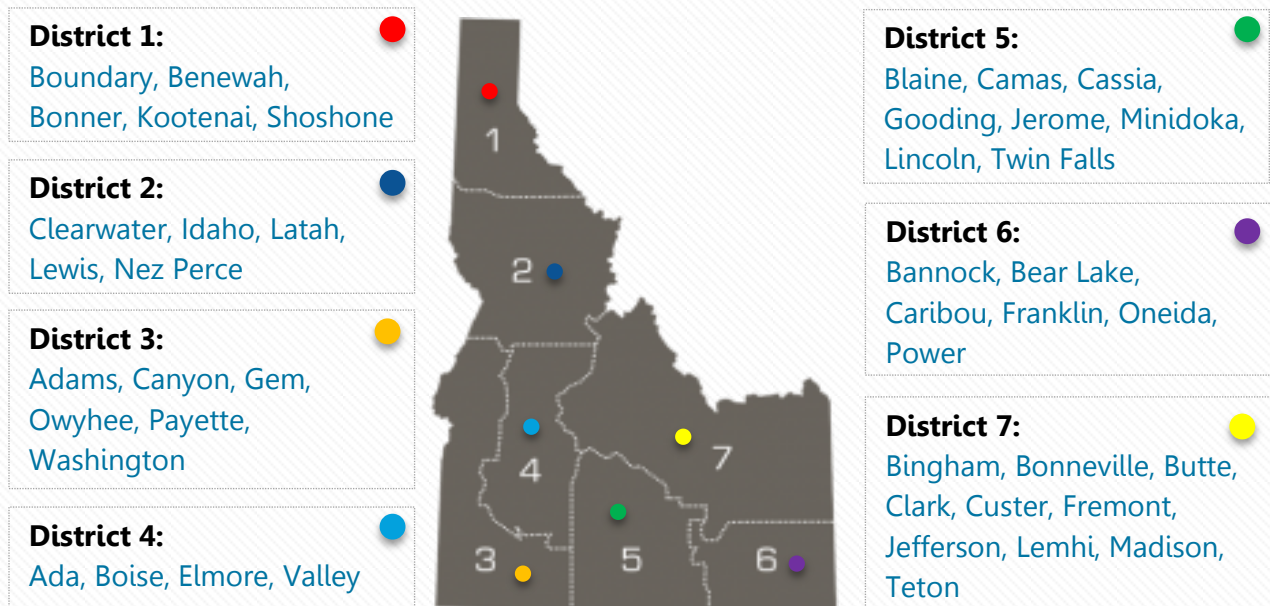 District 1:
Boundary, Benewah,
Bonner, Kootenai, Shoshone
District 2:
Clearwater, Idaho, Latah,
Lewis, Nez Perce
District 3:
Adams, Canyon, Gem,
Owyhee, Payette,
Washington
District 4:
Ada, Boise, Elmore, Valley
1
2
4
7
3
5
6
District 5:
Blaine, Camas, Cassia,
Gooding, Jerome, Minidoka,
Lincoln, Twin Falls
District 6:
Bannock, Bear Lake,
Caribou, Franklin, Oneida,
Power
District 7:
Bingham, Bonneville, Butte,
Clark, Custer, Fremont,
Jefferson, Lemhi, Madison,
Teton